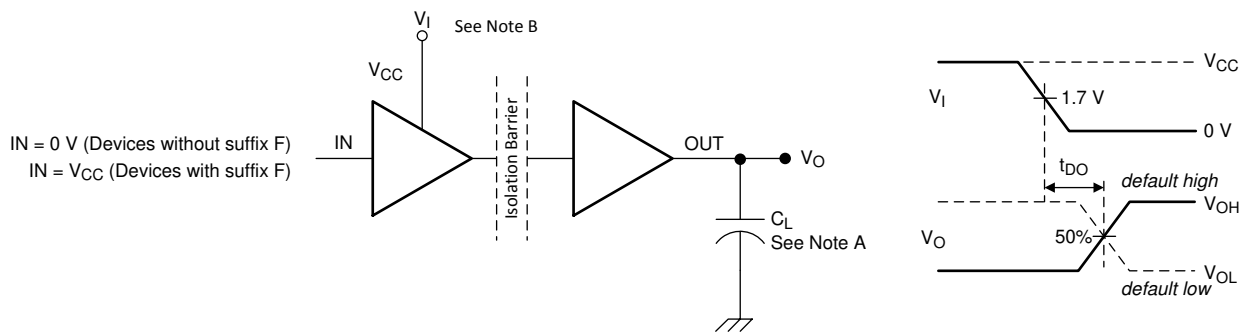 V_I
See Note B
V_CC
IN = 0 V (Devices without suffix F)
IN = V_CC (Devices with suffix F)
IN
Isolation Barrier
OUT
V_O
C_L
See Note A
V_CC
V_I
1.7 V
0 V
t_DO
default high
V_OH
V_O
50%
V_OL
default low